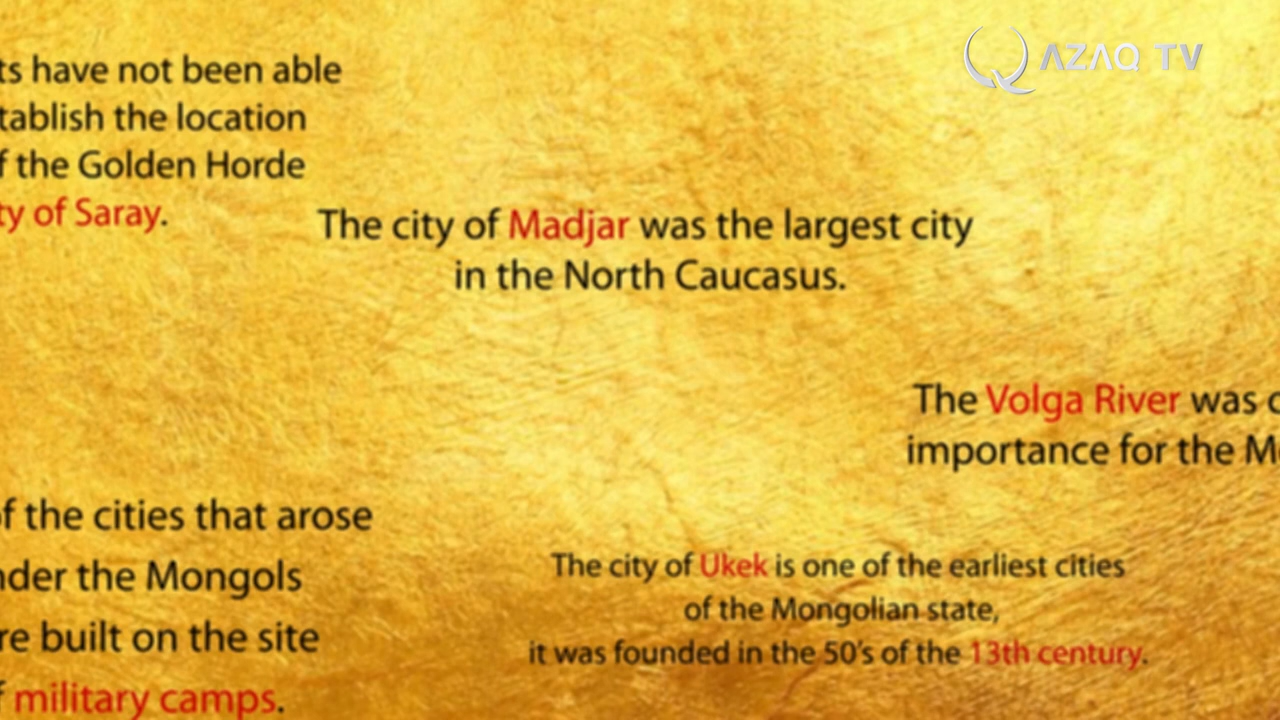 AZAQ TV
ts have not been able
tablish the location
f the Golden Horde
ty of Saray.
The city of Madjar was the largest city
in the North Caucasus.
The Volga River was
importance for the
of the cities that arose
nder the Mongols
re built on the site
f military camps.
The city of Ukek is one of the earliest cities
of the Mongolian state,
it was founded in the 50's of the 13th century.